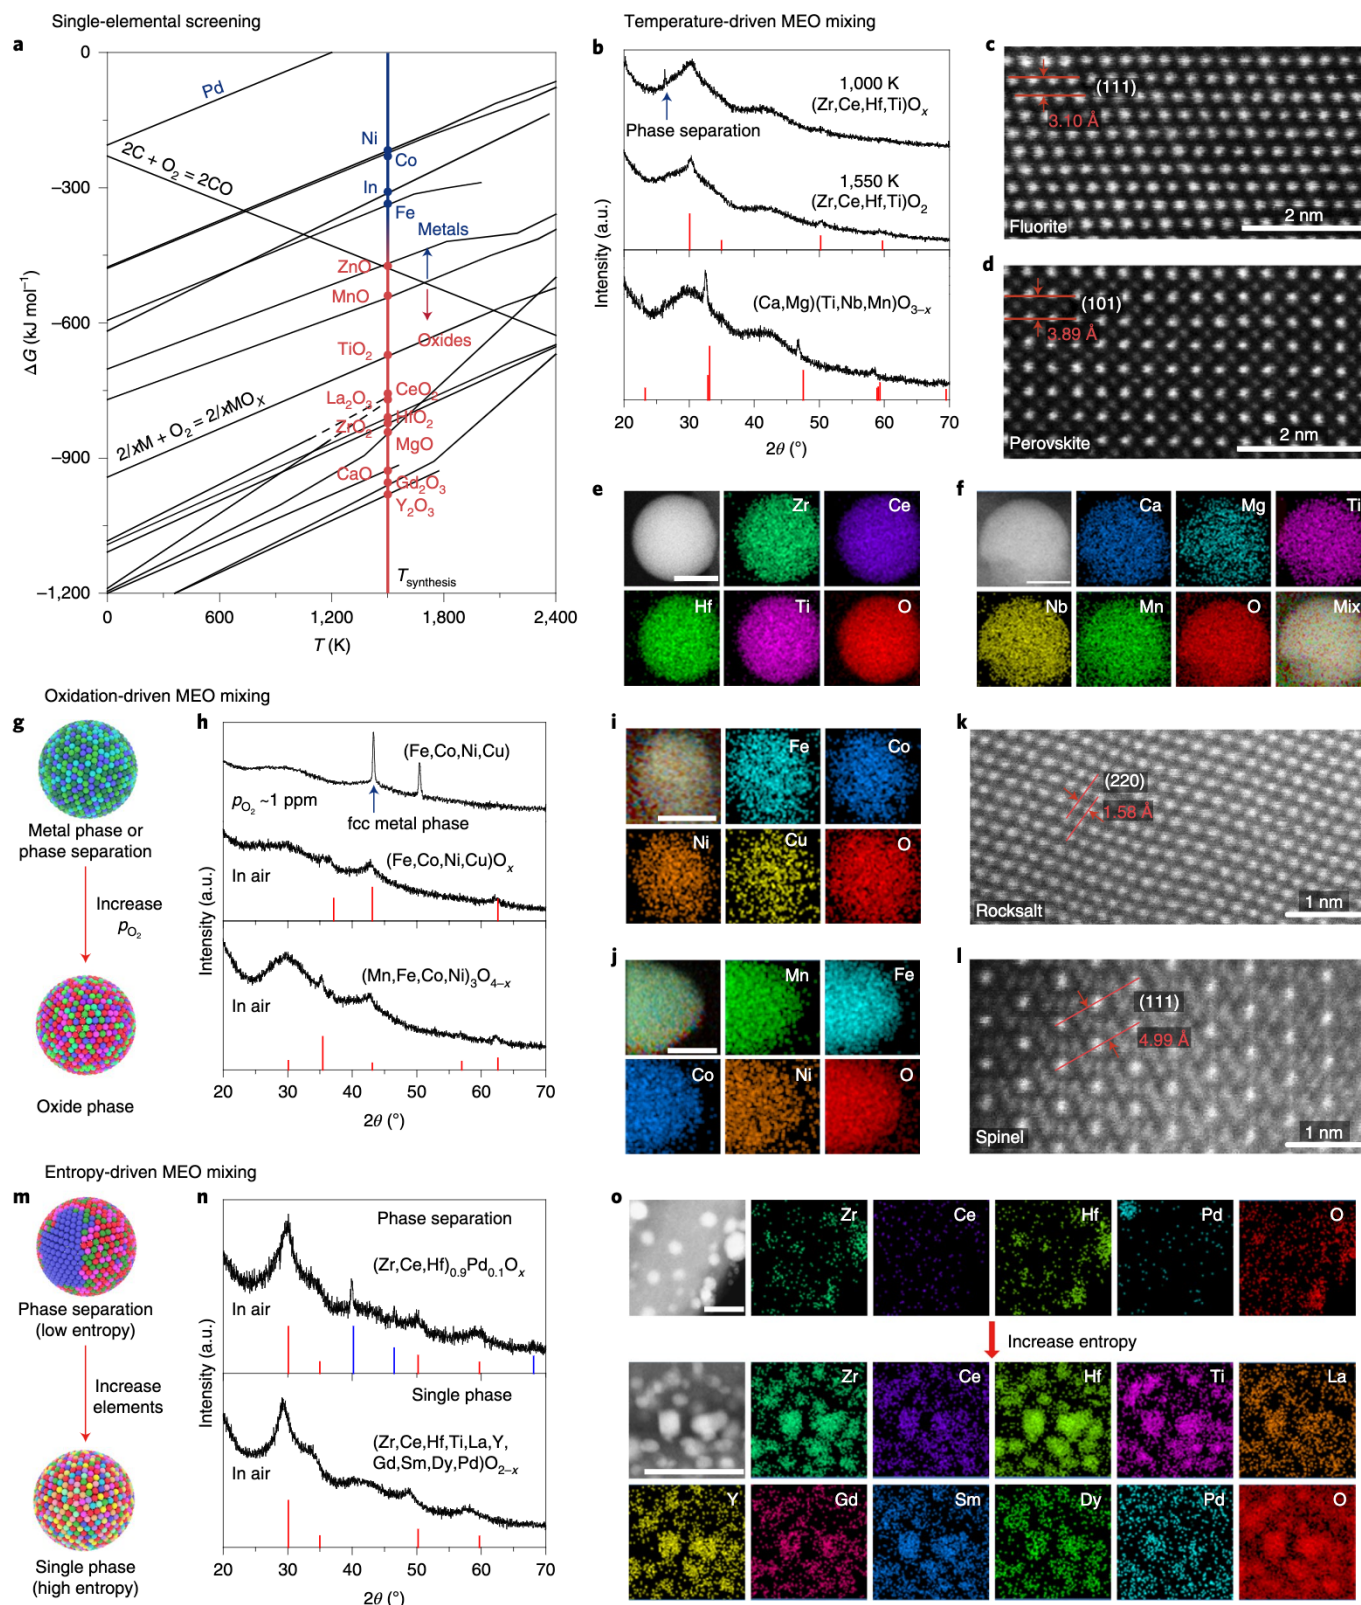 Single-elemental screening
Temperature-driven MEO mixing
a
0
−300
−600
−900
−1,200
ΔG (kJ mol⁻¹)
0
600
1,200
1,800
2,400
T (K)
Pd
2C + O₂ = 2CO
Ni
Co
In
Fe
Metals
ZnO
MnO
Oxides
TiO₂
2/xM + O₂ = 2/xMOₓ
CeO₂
La₂O₃
HfO₂
ZrO₂
MgO
CaO
Gd₂O₃
Y₂O₃
T synthesis
b
1,000 K
(Zr,Ce,Hf,Ti)Oₓ
Phase separation
1,550 K
(Zr,Ce,Hf,Ti)O₂
(Ca,Mg)(Ti,Nb,Mn)O₃₋ₓ
Intensity (a.u.)
20 30 40 50 60 70
2θ (°)
c
(111)
3.10 Å
Fluorite
2 nm
d
(101)
3.89 Å
Perovskite
2 nm
e
Zr
Ce
Hf
Ti
O
f
Ca
Mg
Ti
Nb
Mn
O
Mix
Oxidation-driven MEO mixing
g
Metal phase or
phase separation
Increase
pO₂
Oxide phase
h
(Fe,Co,Ni,Cu)
pO₂ ~1 ppm
fcc metal phase
(Fe,Co,Ni,Cu)Oₓ
In air
(Mn,Fe,Co,Ni)₃O₄₋ₓ
In air
Intensity (a.u.)
20 30 40 50 60 70
2θ (°)
i
Fe
Co
Ni
Cu
O
j
Mn
Fe
Co
Ni
O
k
(220)
1.58 Å
Rocksalt
1 nm
l
(111)
4.99 Å
Spinel
1 nm
Entropy-driven MEO mixing
m
Phase separation
(low entropy)
Increase
elements
Single phase
(high entropy)
n
Phase separation
(Zr,Ce,Hf)₀.₉Pd₀.₁Oₓ
In air
Single phase
(Zr,Ce,Hf,Ti,La,Y,
Gd,Sm,Dy,Pd)O₂₋ₓ
In air
Intensity (a.u.)
20 30 40 50 60 70
2θ (°)
o
Zr
Ce
Hf
Pd
O
Increase entropy
Zr
Ce
Hf
Ti
La
Y
Gd
Sm
Dy
Pd
O